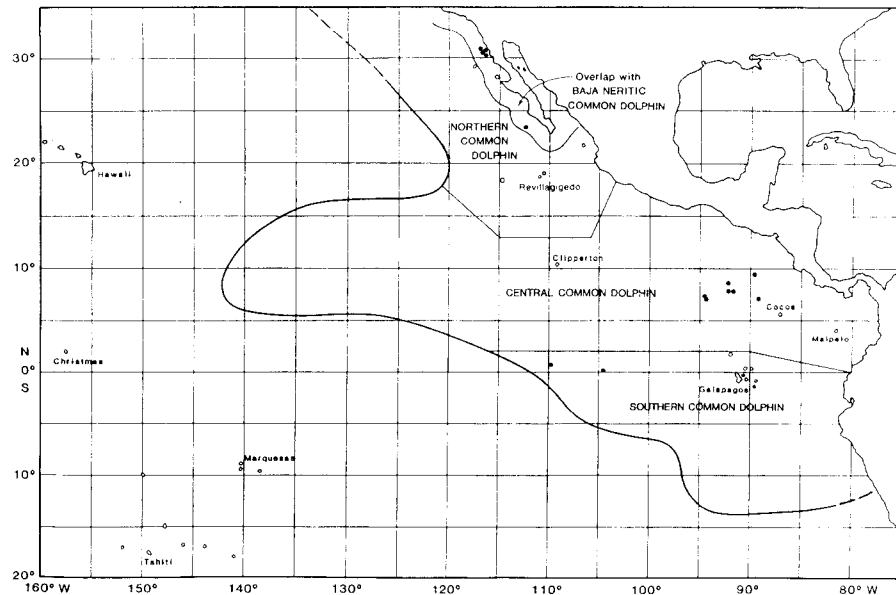 30°
20°
10°
N
0°
S
10°
20°
160° W
150°
140°
130°
120°
110°
100°
90°
80° W
Overlap with
BAJA NERITIC
COMMON DOLPHIN
NORTHERN
COMMON
DOLPHIN
Hawaii
Revillagigedo
Clipperton
CENTRAL COMMON DOLPHIN
Cocos
Malpelo
Christmas
Galapagos
SOUTHERN COMMON DOLPHIN
Marquesas
Tahiti